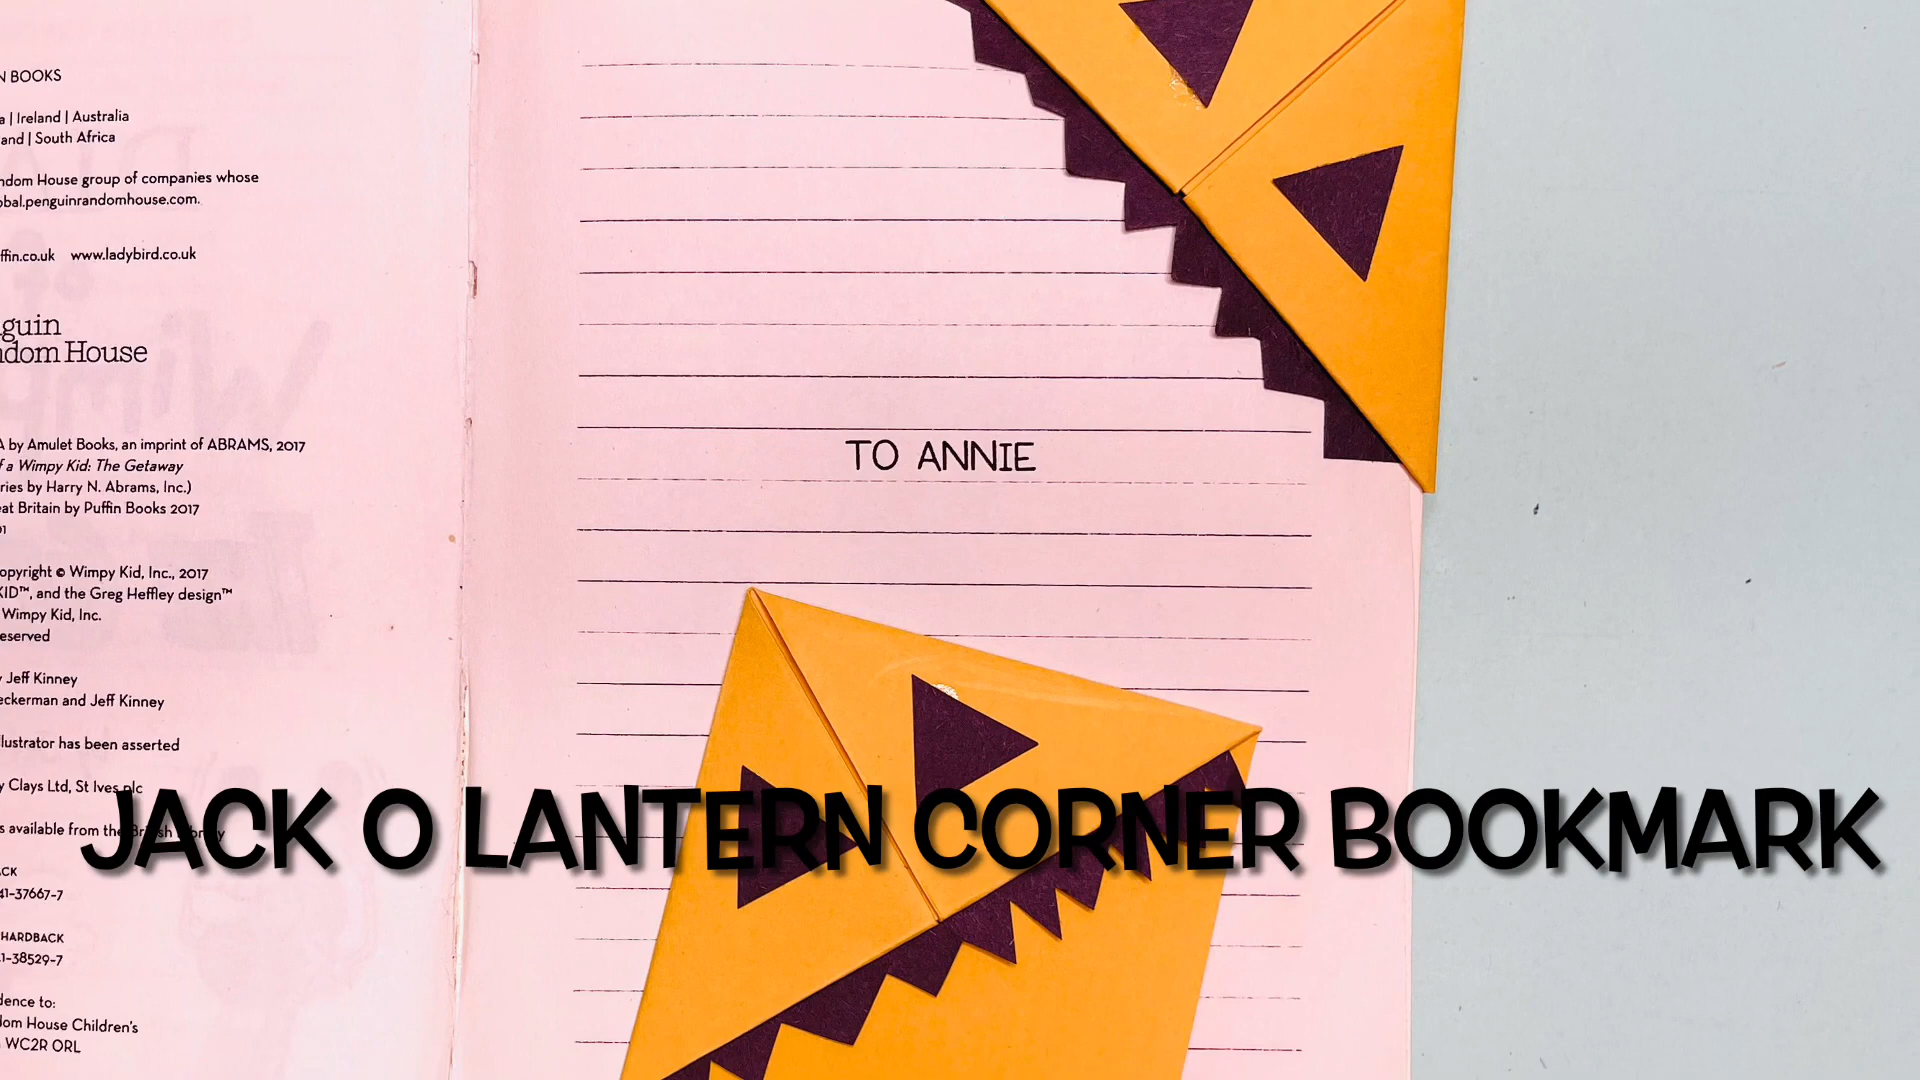 N BOOKS
a | Ireland | Australia
and | South Africa
ndom House group of companies whose
obal.penguinrandomhouse.com.
ffin.co.uk www.ladybird.co.uk
guin
ndom House
A by Amulet Books, an imprint of ABRAMS, 2017
f a Wimpy Kid: The Getaway
ries by Harry N. Abrams, Inc.)
eat Britain by Puffin Books 2017
01
opyright © Wimpy Kid, Inc., 2017
KID™, and the Greg Heffley design™
Wimpy Kid, Inc.
eserved
y Jeff Kinney
eckerman and Jeff Kinney
llustrator has been asserted
y Clays Ltd, St Ives plc
s available from the British Library
CK
41-37667-7
HARDBACK
1-38529-7
dence to:
dom House Children's
WC2R ORL
TO ANNIE
JACK O LANTERN CORNER BOOKMARK